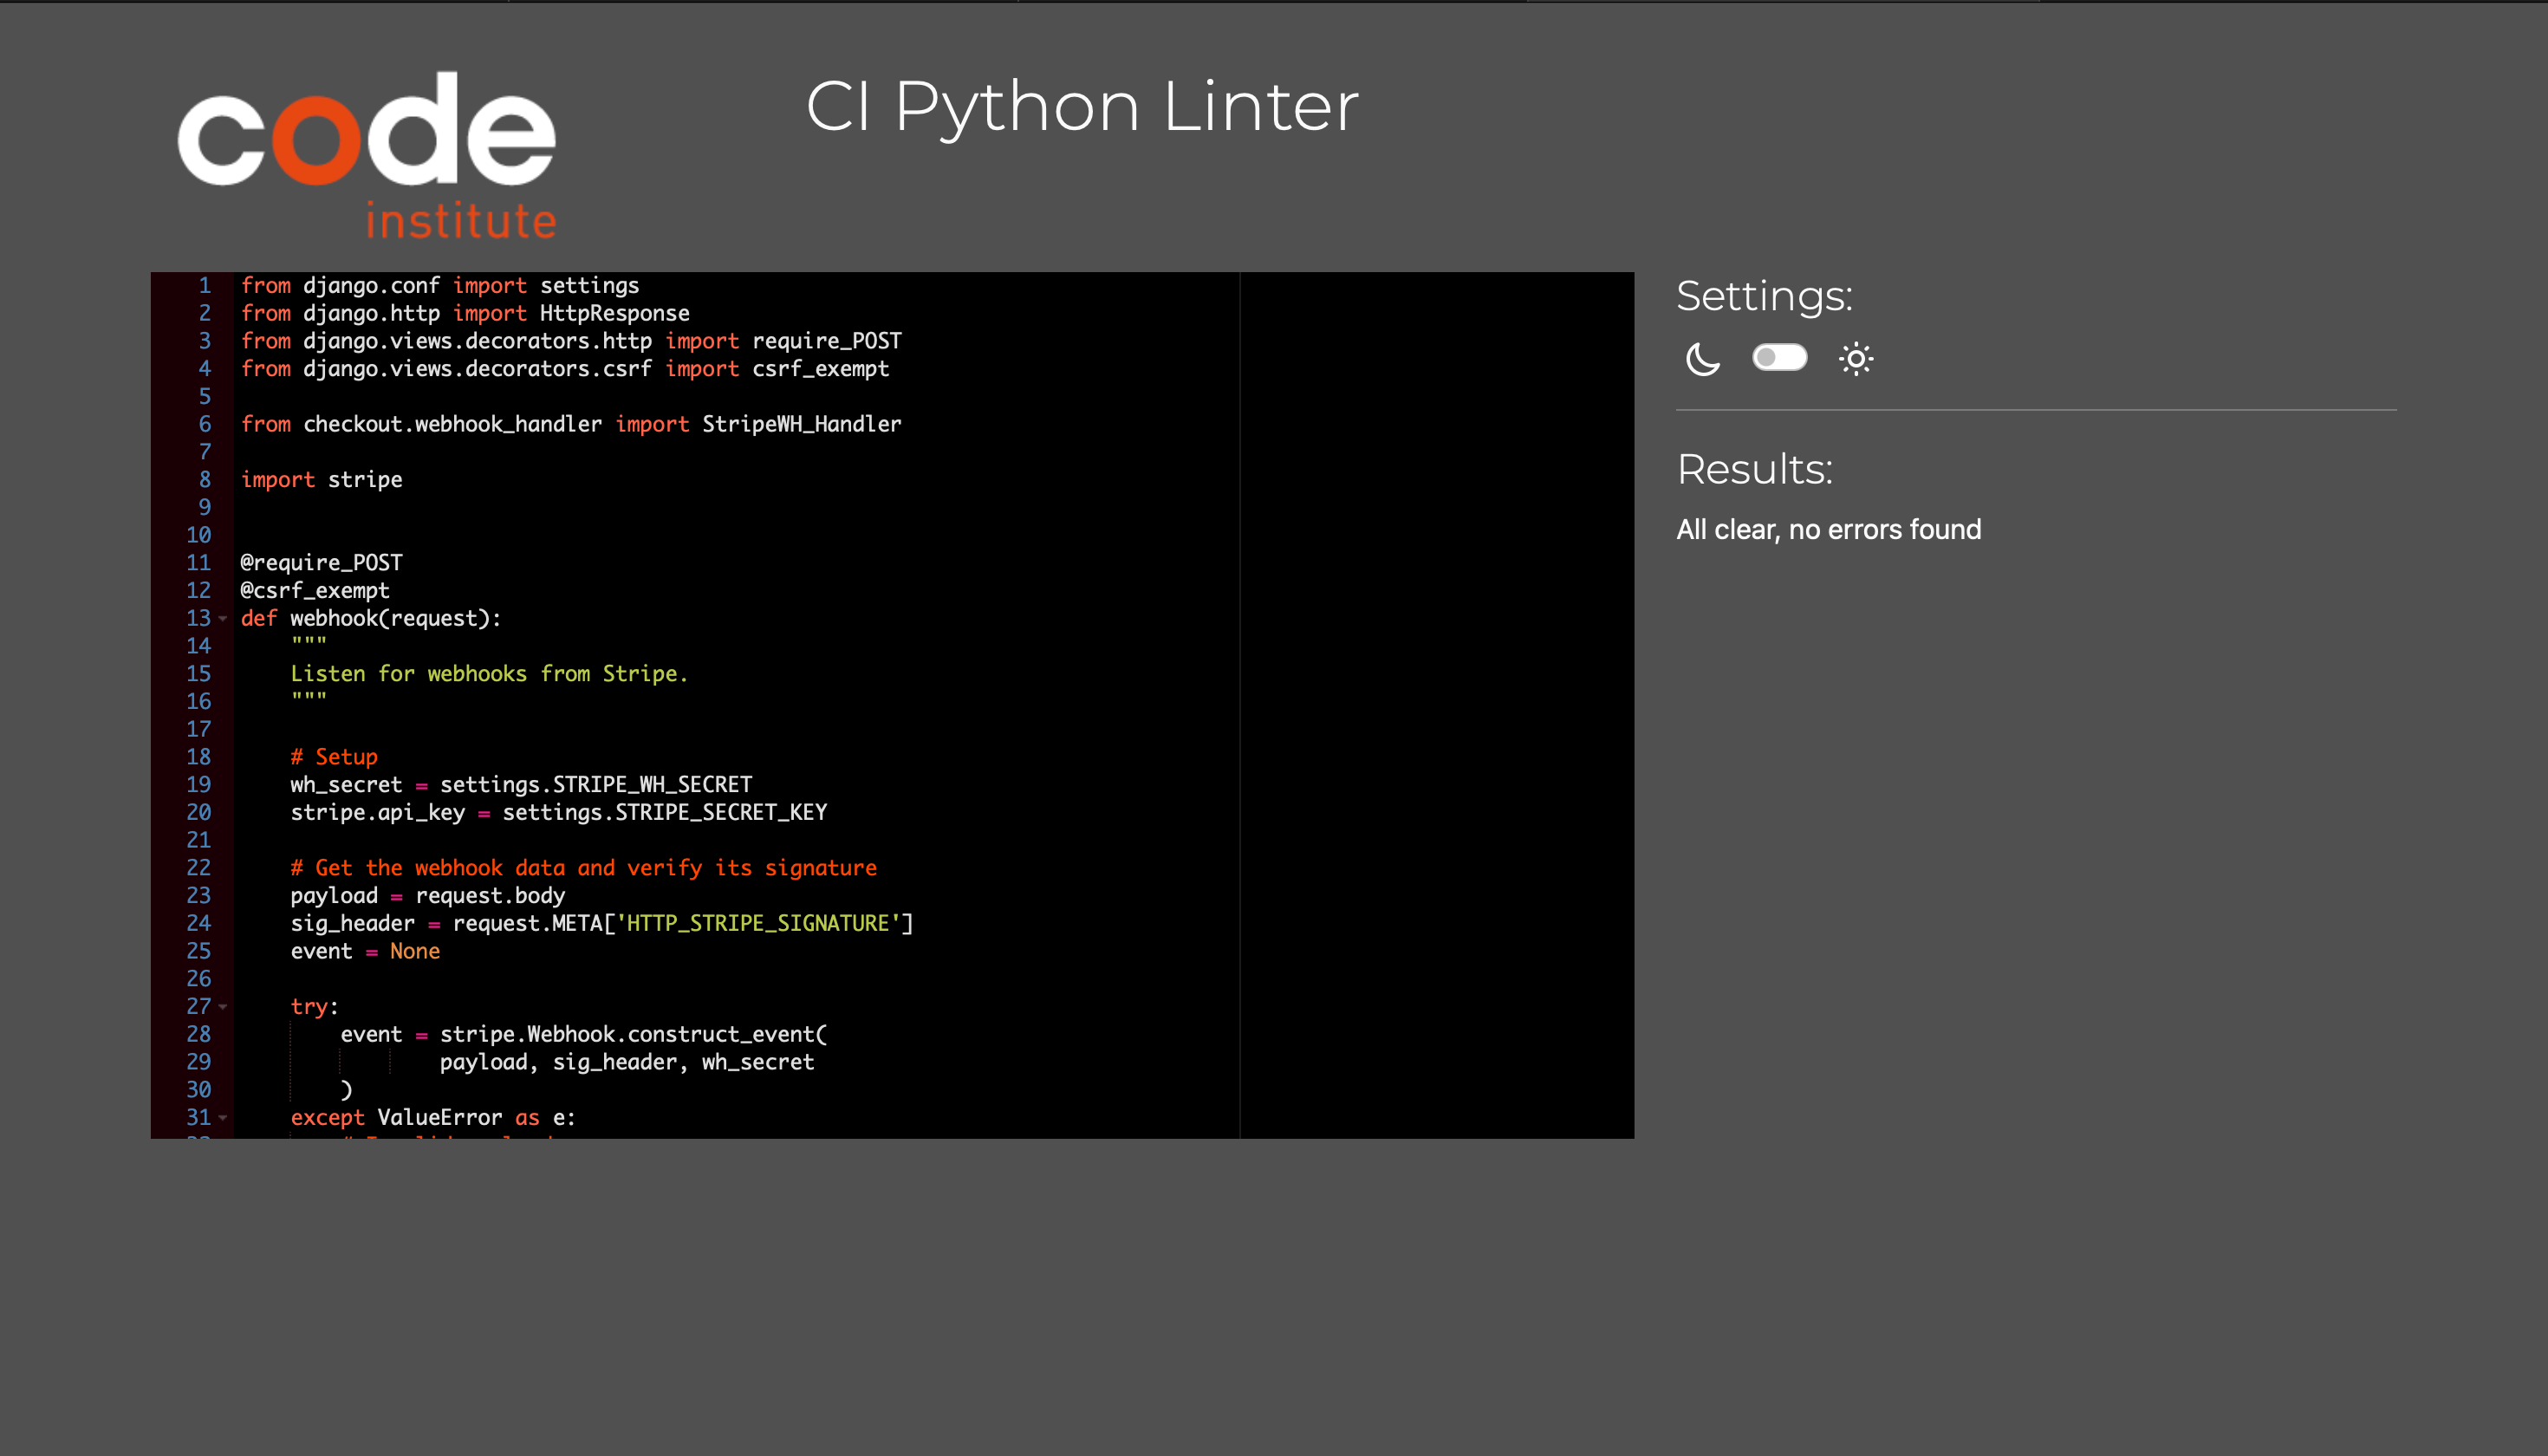 code
institute
CI Python Linter
1 from django.conf import settings
2 from django.http import HttpResponse
3 from django.views.decorators.http import require_POST
4 from django.views.decorators.csrf import csrf_exempt
5
6 from checkout.webhook_handler import StripeWH_Handler
7
8 import stripe
9
10
11 @require_POST
12 @csrf_exempt
13 def webhook(request):
14     """
15     Listen for webhooks from Stripe.
16     """
17
18     # Setup
19     wh_secret = settings.STRIPE_WH_SECRET
20     stripe.api_key = settings.STRIPE_SECRET_KEY
21
22     # Get the webhook data and verify its signature
23     payload = request.body
24     sig_header = request.META['HTTP_STRIPE_SIGNATURE']
25     event = None
26
27     try:
28         event = stripe.Webhook.construct_event(
29                 payload, sig_header, wh_secret
30         )
31     except ValueError as e:
Settings:
Results:
All clear, no errors found